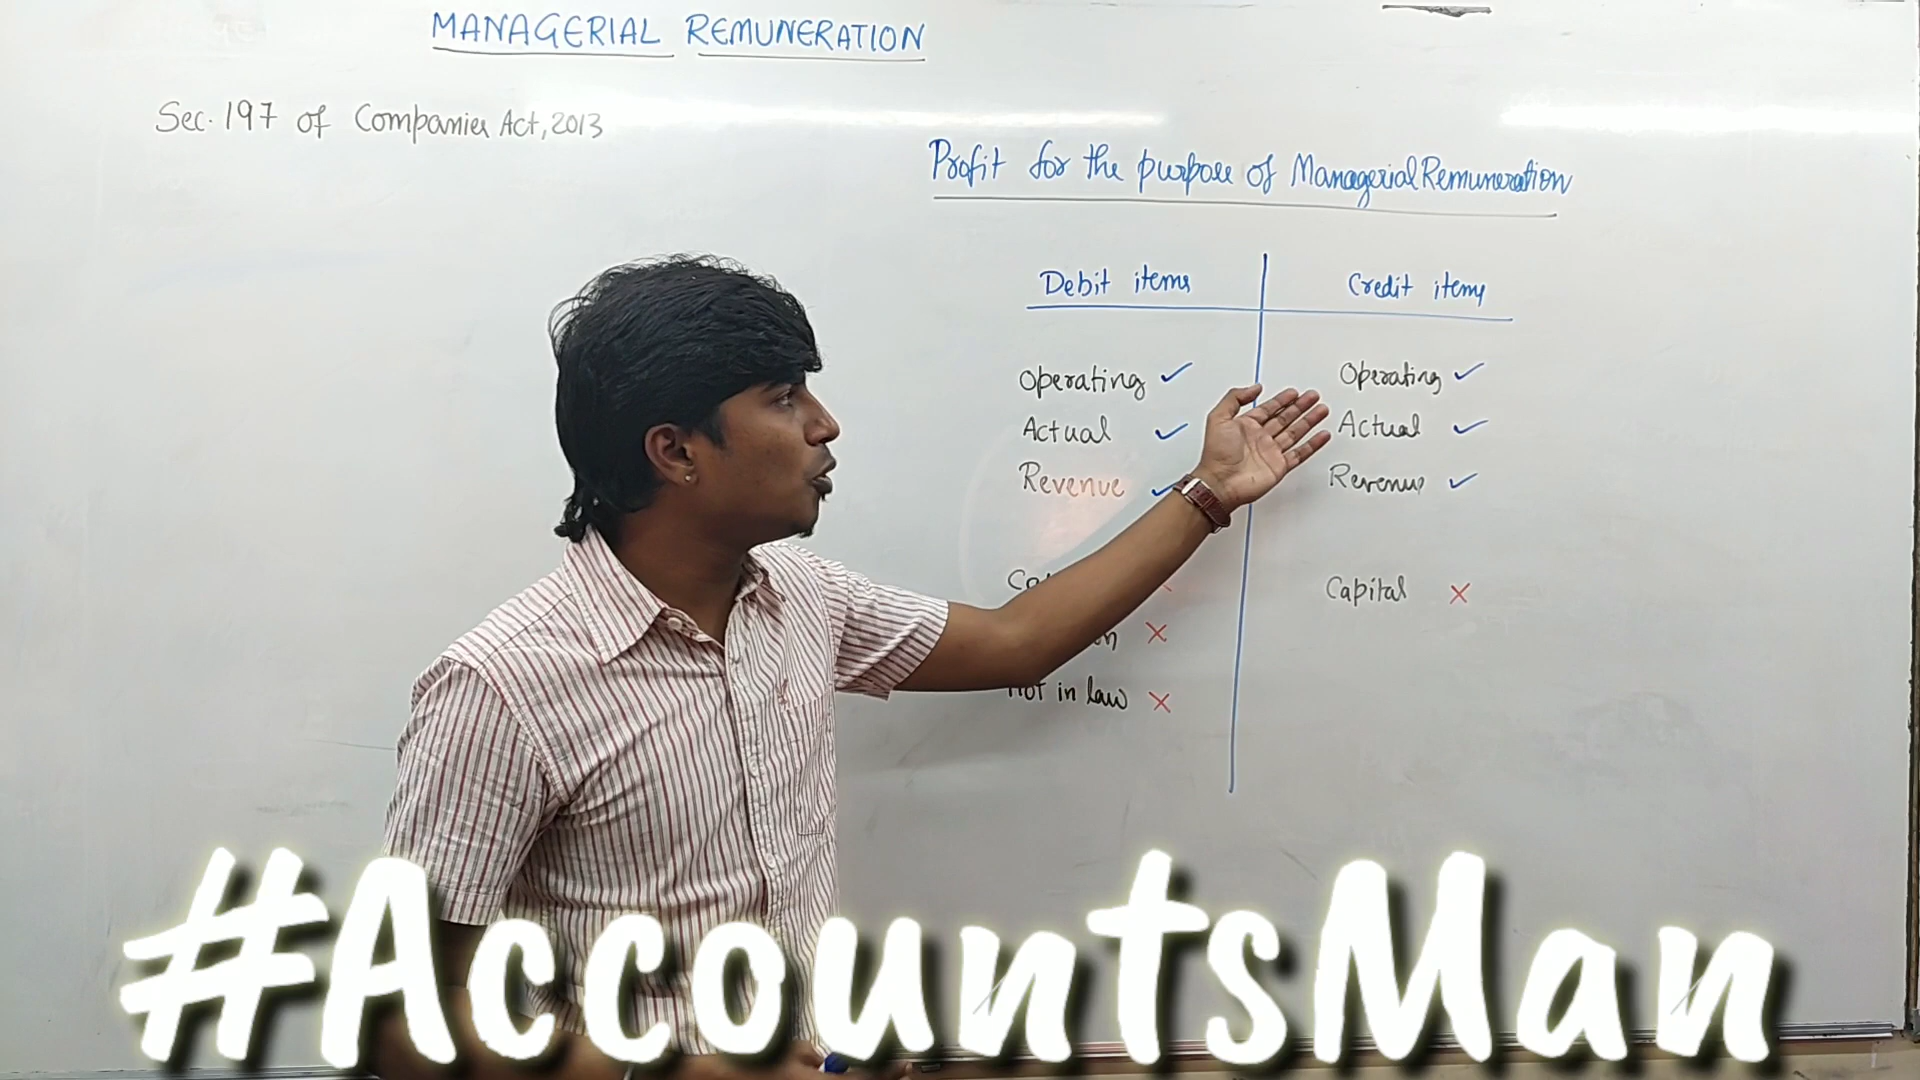 MANAGERIAL REMUNERATION
Sec. 197 of Companies Act, 2013
Profit for the purpose of Managerial Remuneration
Debit items Credit items
Operating ✓ Operating ✓
Actual ✓ Actual ✓
Revenue ✓ Revenue ✓
Capital ✗
✗
Not in law ✗
#AccountsMan